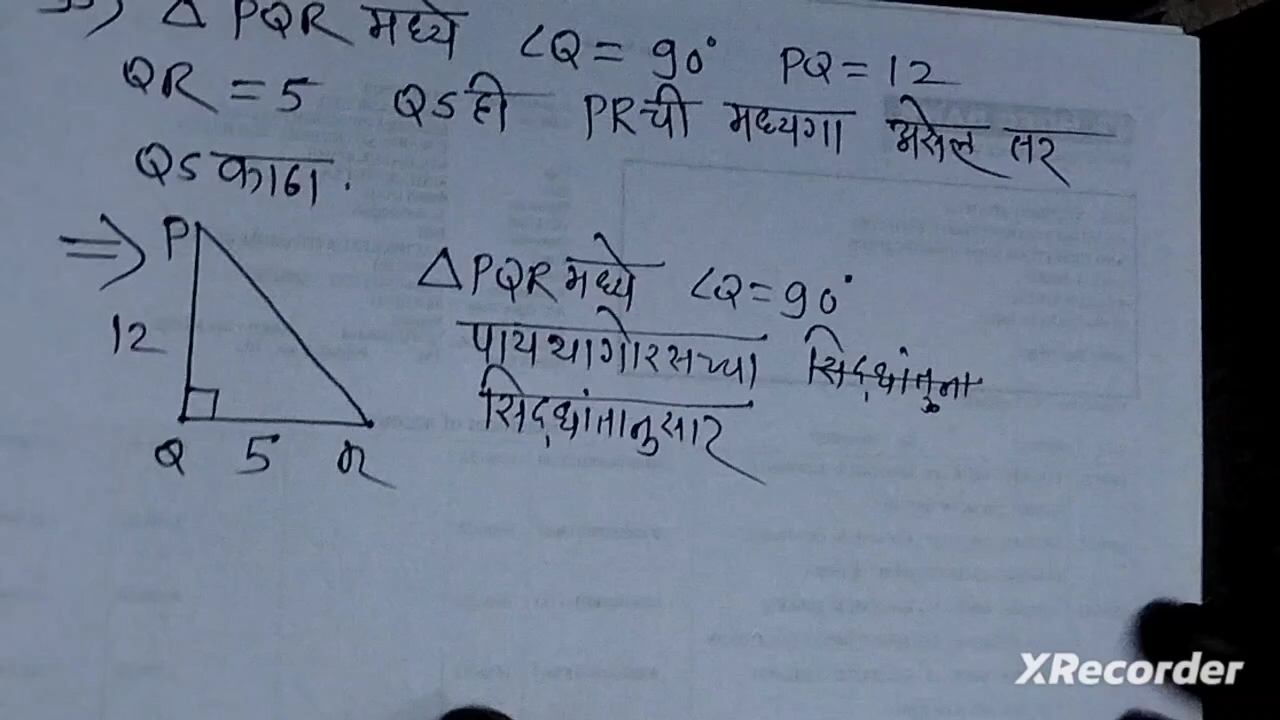 △ PQR मध्ये ∠Q = 90° PQ = 12
QR = 5 QS ही PR ची मध्यगा असेल तर
QS काढा.
⇒ P △PQR मध्ये ∠Q = 90°
12 पायथागोरसच्या सिद्धांतुना
सिद्धांतानुसार
Q 5 R
XRecorder